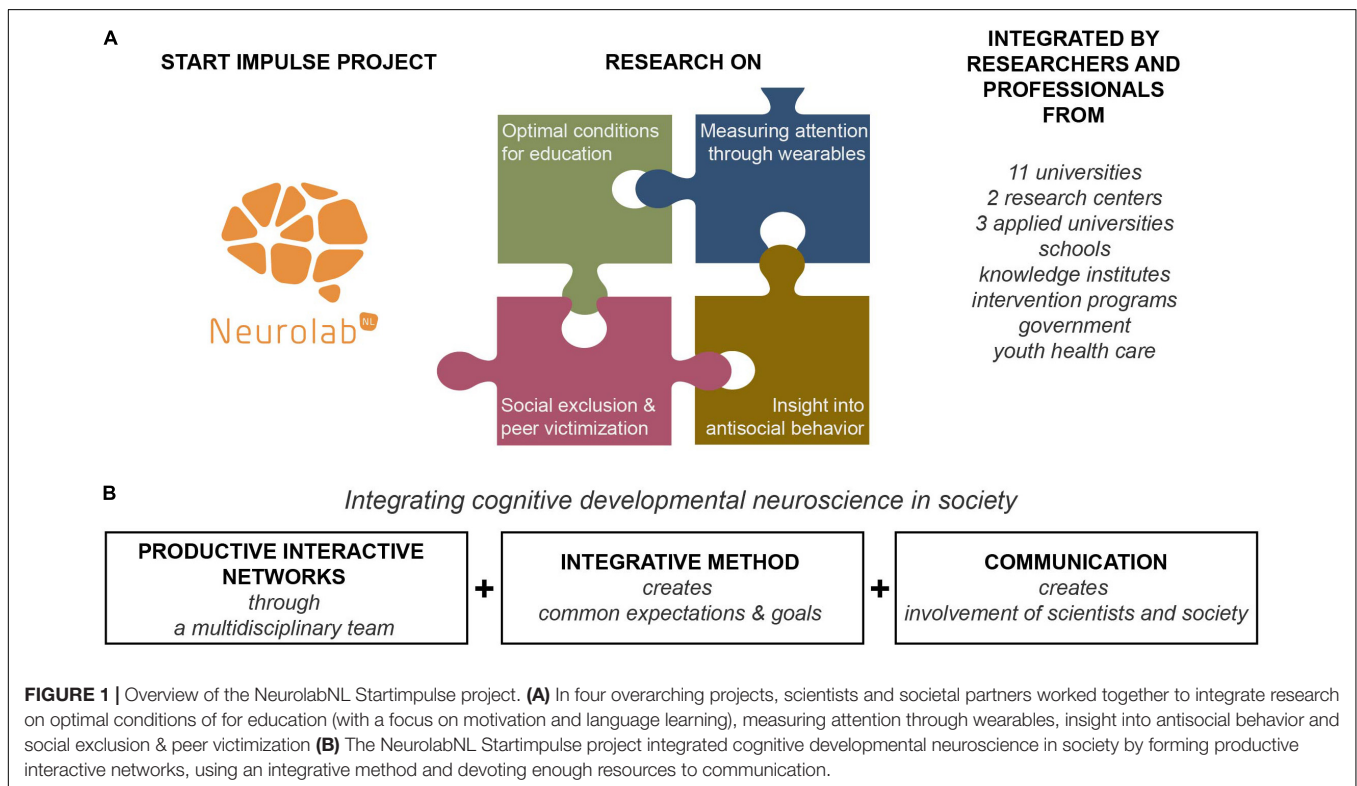 A
START IMPULSE PROJECT
Neurolab NL
RESEARCH ON
Optimal conditions
for education
Measuring attention
through wearables
Social exclusion &
peer victimization
Insight into
antisocial behavior
INTEGRATED BY
RESEARCHERS AND
PROFESSIONALS
FROM
11 universities
2 research centers
3 applied universities
schools
knowledge institutes
intervention programs
government
youth health care
B
Integrating cognitive developmental neuroscience in society
PRODUCTIVE INTERACTIVE
NETWORKS
through
a multidisciplinary team
+
INTEGRATIVE METHOD
creates
common expectations & goals
+
COMMUNICATION
creates
involvement of scientists and society
FIGURE 1 | Overview of the NeurolabNL Startimpulse project. (A) In four overarching projects, scientists and societal partners worked together to integrate research
on optimal conditions of for education (with a focus on motivation and language learning), measuring attention through wearables, insight into antisocial behavior and
social exclusion & peer victimization (B) The NeurolabNL Startimpulse project integrated cognitive developmental neuroscience in society by forming productive
interactive networks, using an integrative method and devoting enough resources to communication.